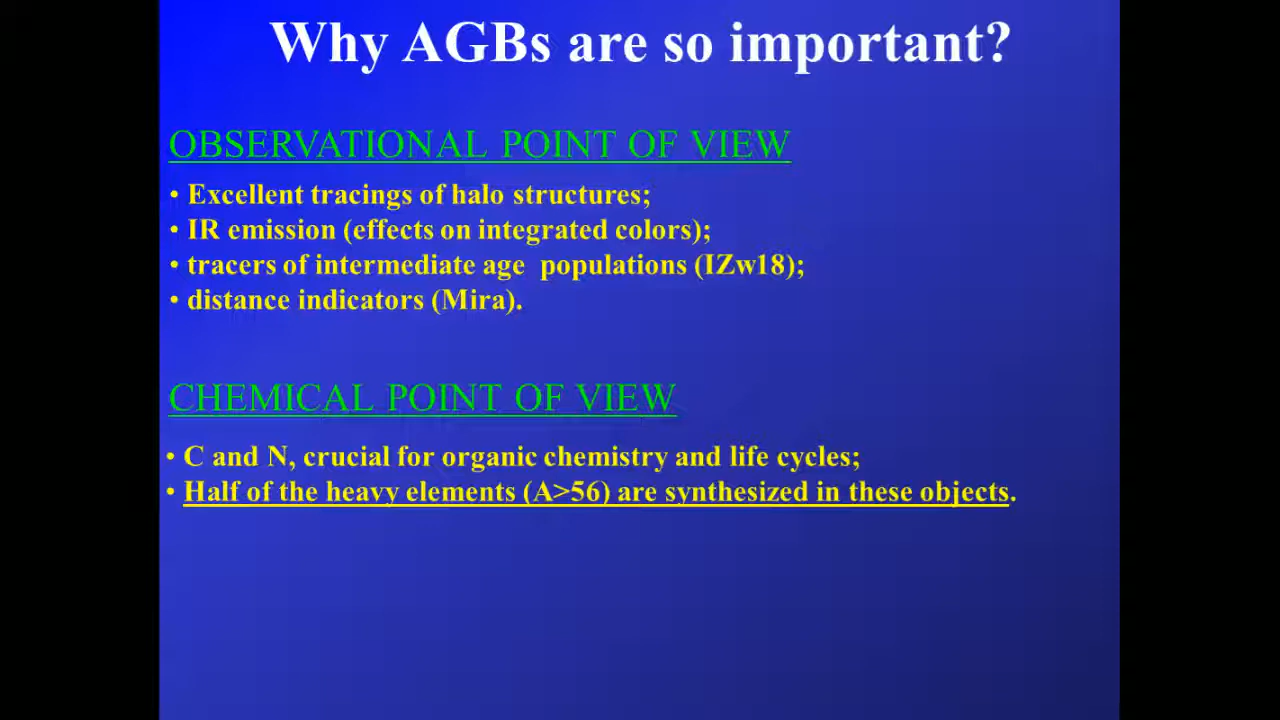 Why AGBs are so important?
OBSERVATIONAL POINT OF VIEW
• Excellent tracings of halo structures;
• IR emission (effects on integrated colors);
• tracers of intermediate age populations (IZw18);
• distance indicators (Mira).
CHEMICAL POINT OF VIEW
• C and N, crucial for organic chemistry and life cycles;
• Half of the heavy elements (A>56) are synthesized in these objects.